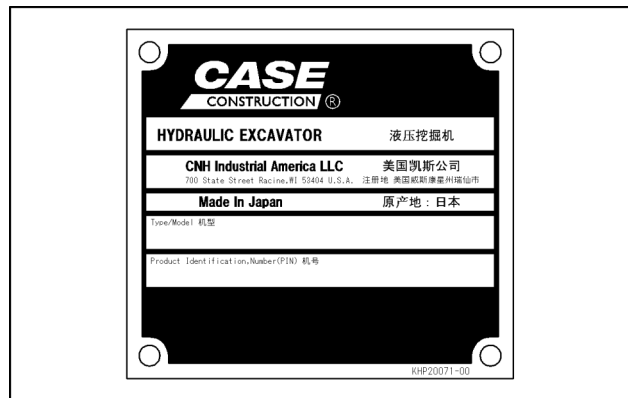 CASE
CONSTRUCTION ®
HYDRAULIC EXCAVATOR 液压挖掘机
CNH Industrial America LLC 美国凯斯公司
700 State Street Racine,WI 53404 U.S.A. 注册地 美国威斯康星州瑞仙市
Made In Japan 原产地：日本
Type/Model 机型
Product Identification,Number(PIN) 机号
KHP20071-00